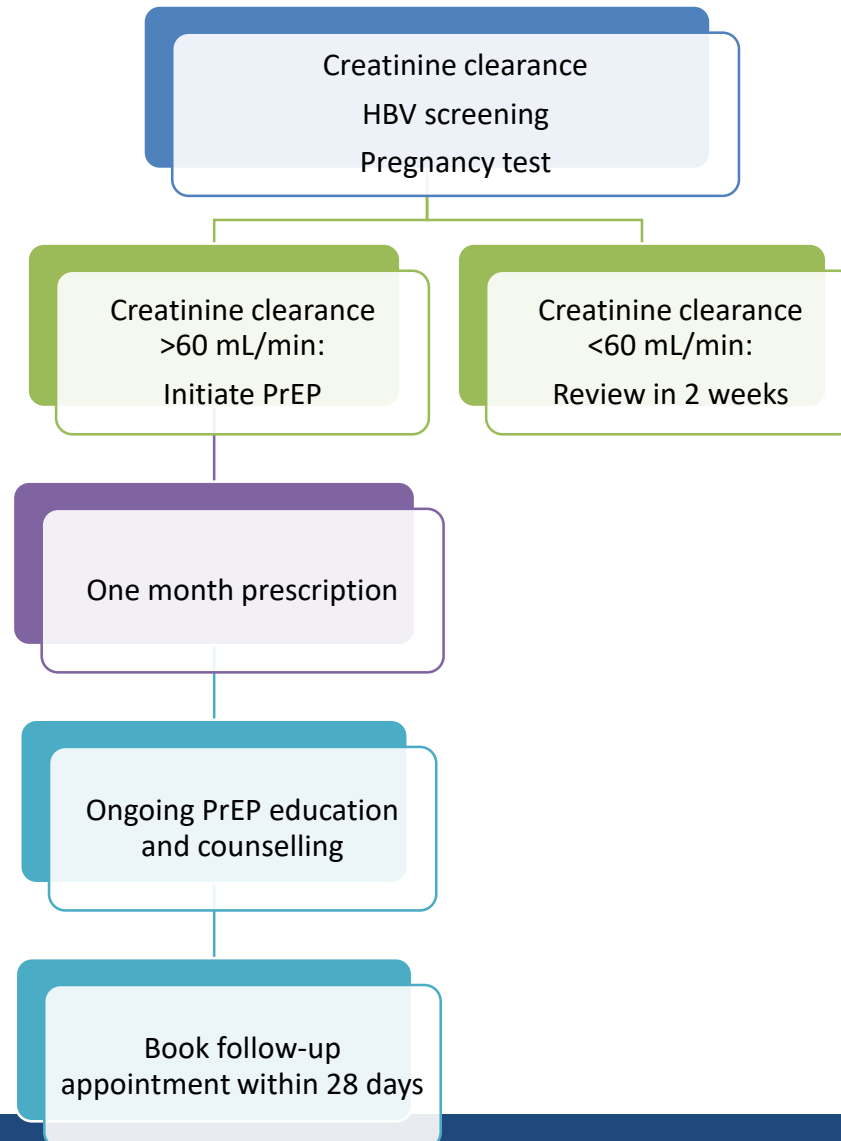 Creatinine clearance
HBV screening
Pregnancy test
Creatinine clearance
>60 mL/min:
Initiate PrEP
Creatinine clearance
<60 mL/min:
Review in 2 weeks
One month prescription
Ongoing PrEP education
and counselling
Book follow-up
appointment within 28 days